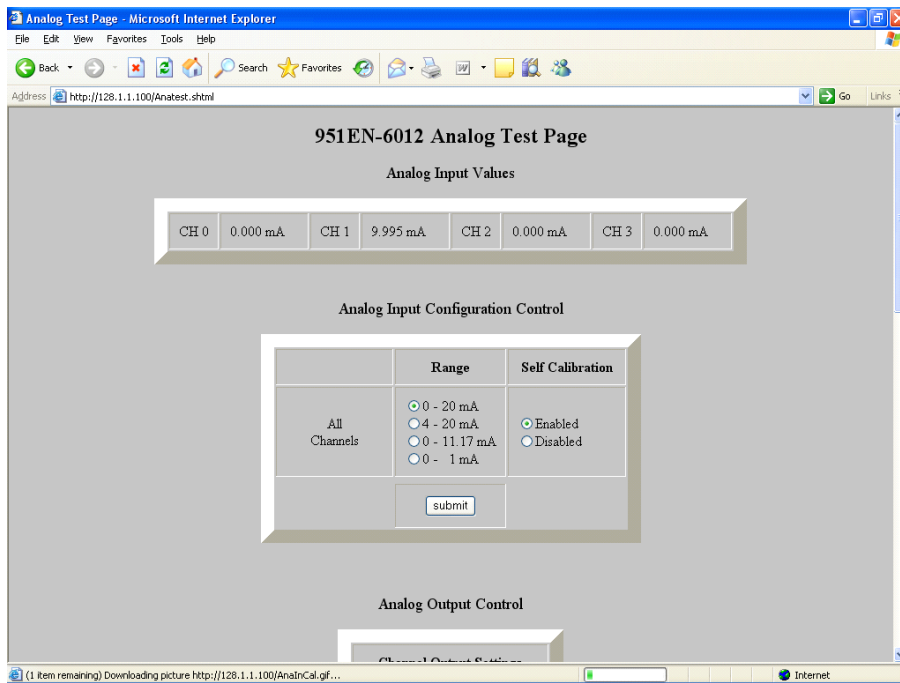 Analog Test Page - Microsoft Internet Explorer
File Edit View Favorites Tools Help
Back Search Favorites
Address http://128.1.1.100/Anatest.shtml Go Links
951EN-6012 Analog Test Page
Analog Input Values
CH 0 0.000 mA CH 1 9.995 mA CH 2 0.000 mA CH 3 0.000 mA
Analog Input Configuration Control
Range Self Calibration
All Channels
0 - 20 mA
4 - 20 mA
0 - 11.17 mA
0 - 1 mA
Enabled
Disabled
submit
Analog Output Control
Channel Output Settings
(1 item remaining) Downloading picture http://128.1.1.100/AnaInCal.gif... Internet